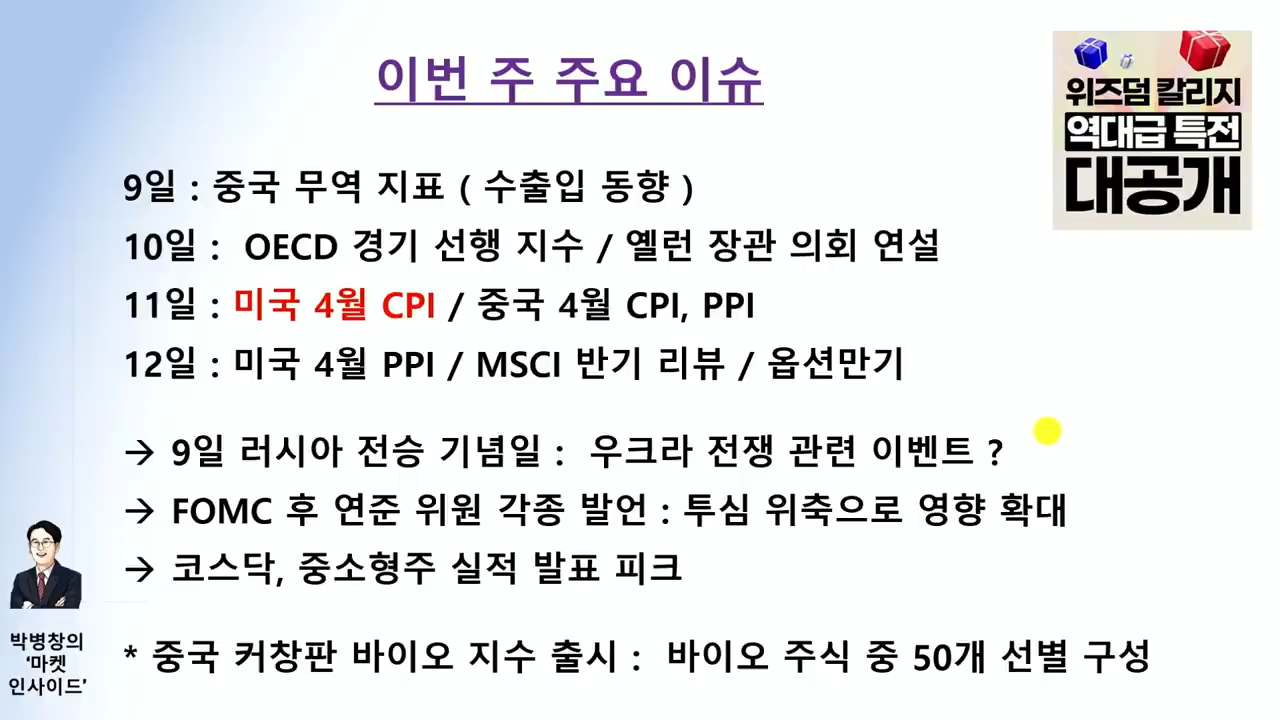 이번 주 주요 이슈
위즈덤 칼리지
역대급 특전
대공개
9일 : 중국 무역 지표 ( 수출입 동향 )
10일 : OECD 경기 선행 지수 / 옐런 장관 의회 연설
11일 : 미국 4월 CPI / 중국 4월 CPI, PPI
12일 : 미국 4월 PPI / MSCI 반기 리뷰 / 옵션만기
→ 9일 러시아 전승 기념일 : 우크라 전쟁 관련 이벤트 ?
→ FOMC 후 연준 위원 각종 발언 : 투심 위축으로 영향 확대
→ 코스닥, 중소형주 실적 발표 피크
* 중국 커창판 바이오 지수 출시 : 바이오 주식 중 50개 선별 구성
박병창의
‘마켓
인사이드’